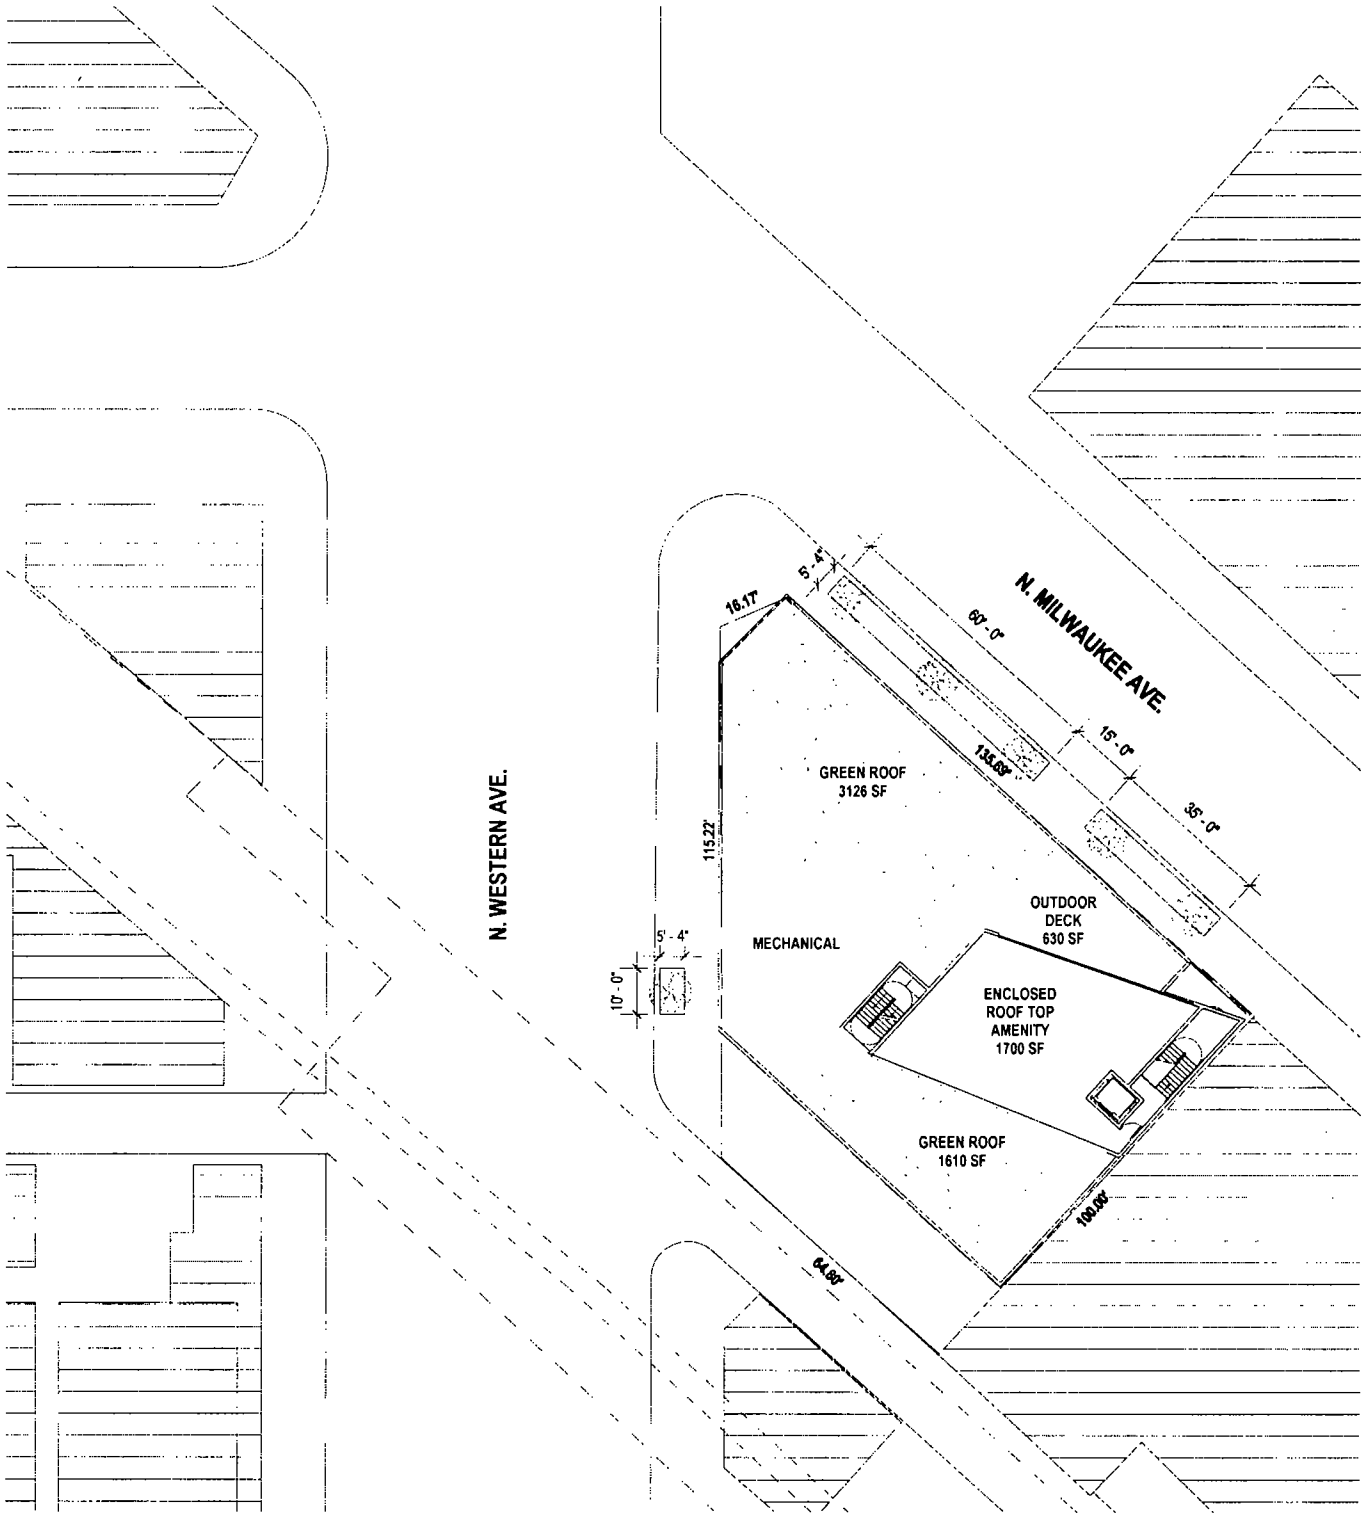 5' - 4"
16.17'
60' - 0"
N. MILWAUKEE AVE.
15' - 0"
135.69'
GREEN ROOF
3126 SF
35' - 0"
115.22'
N. WESTERN AVE.
OUTDOOR
DECK
630 SF
5' - 4"
MECHANICAL
10' - 0"
ENCLOSED
ROOF TOP
AMENITY
1700 SF
GREEN ROOF
1610 SF
100.00'
64.80'